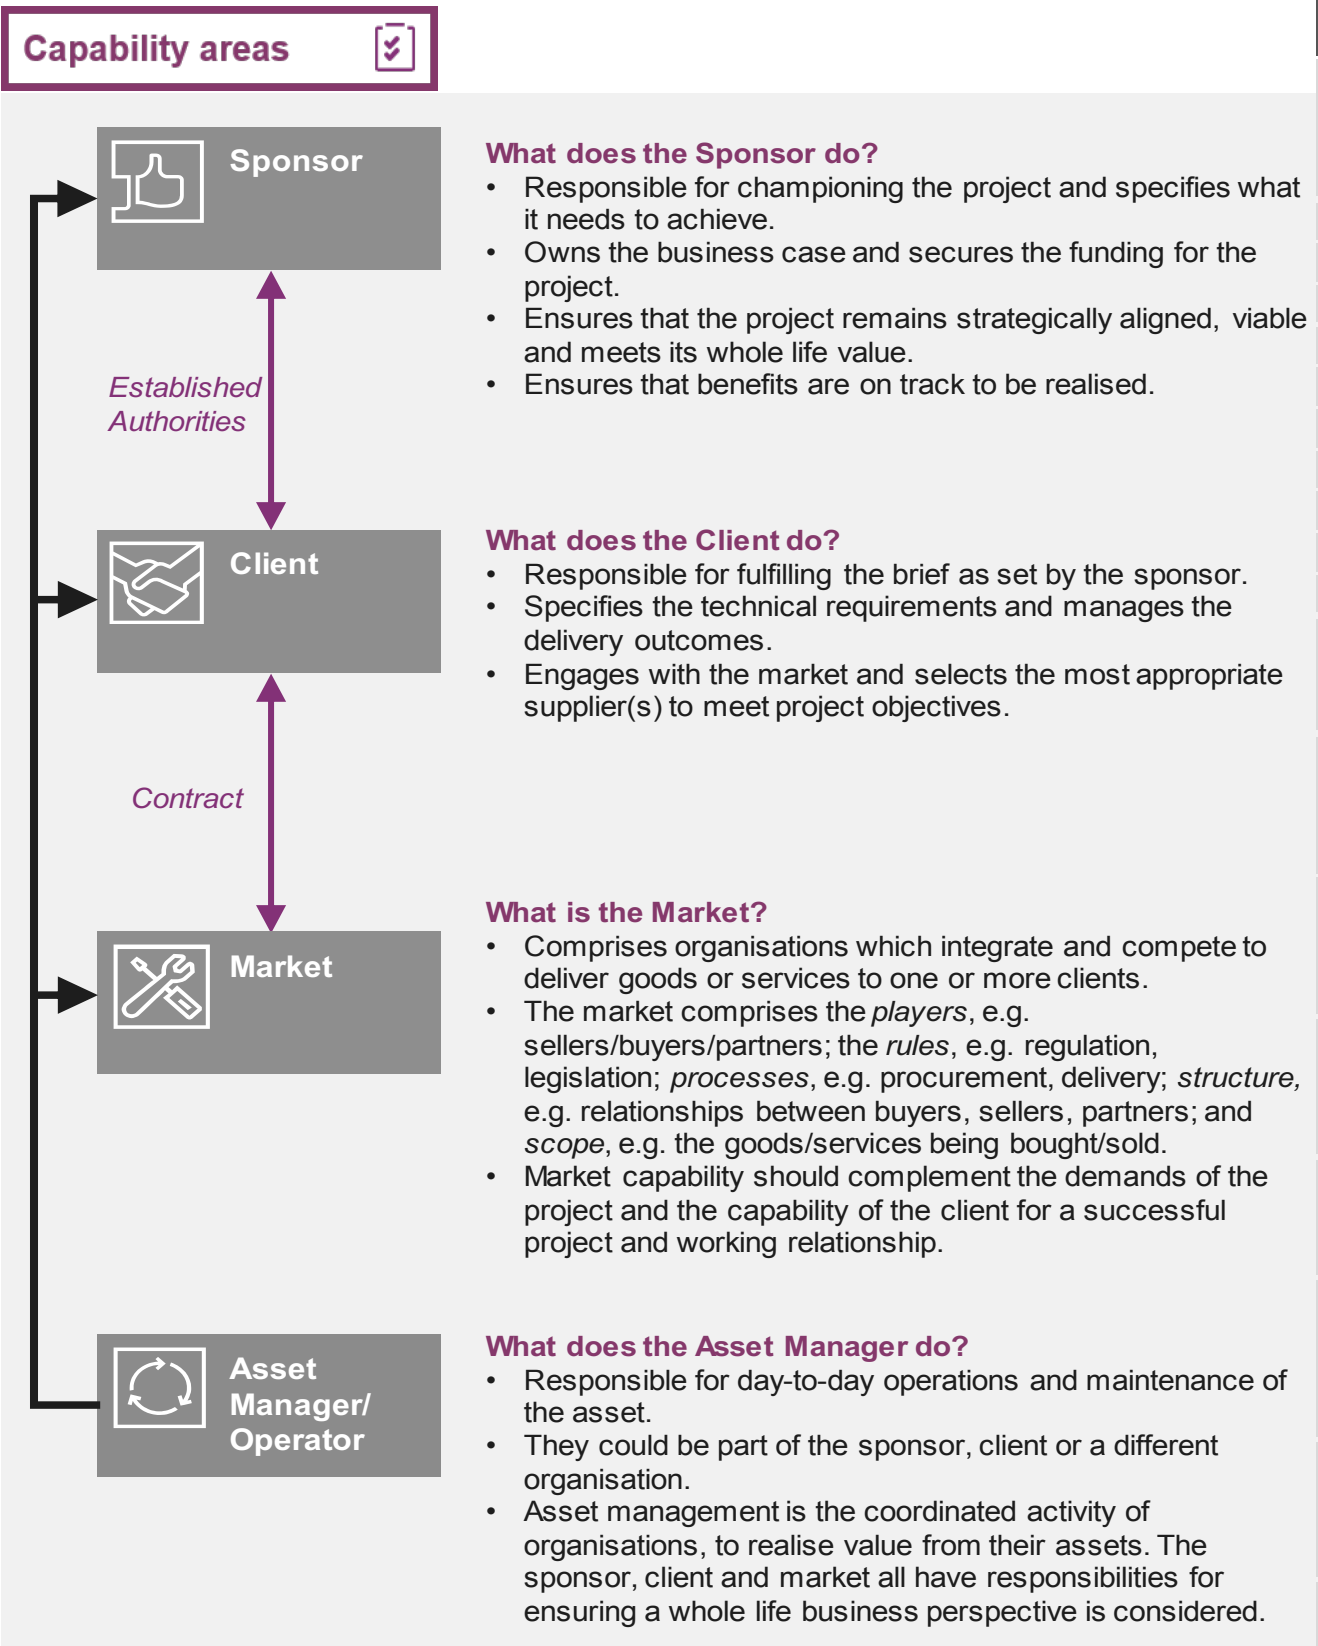 Capability areas
Sponsor
What does the Sponsor do?
• Responsible for championing the project and specifies what
it needs to achieve.
• Owns the business case and secures the funding for the
project.
• Ensures that the project remains strategically aligned, viable
and meets its whole life value.
• Ensures that benefits are on track to be realised.
Established
Authorities
Client
What does the Client do?
• Responsible for fulfilling the brief as set by the sponsor.
• Specifies the technical requirements and manages the
delivery outcomes.
• Engages with the market and selects the most appropriate
supplier(s) to meet project objectives.
Contract
Market
What is the Market?
• Comprises organisations which integrate and compete to
deliver goods or services to one or more clients.
• The market comprises the players, e.g.
sellers/buyers/partners; the rules, e.g. regulation,
legislation; processes, e.g. procurement, delivery; structure,
e.g. relationships between buyers, sellers, partners; and
scope, e.g. the goods/services being bought/sold.
• Market capability should complement the demands of the
project and the capability of the client for a successful
project and working relationship.
Asset
Manager/
Operator
What does the Asset Manager do?
• Responsible for day-to-day operations and maintenance of
the asset.
• They could be part of the sponsor, client or a different
organisation.
• Asset management is the coordinated activity of
organisations, to realise value from their assets. The
sponsor, client and market all have responsibilities for
ensuring a whole life business perspective is considered.